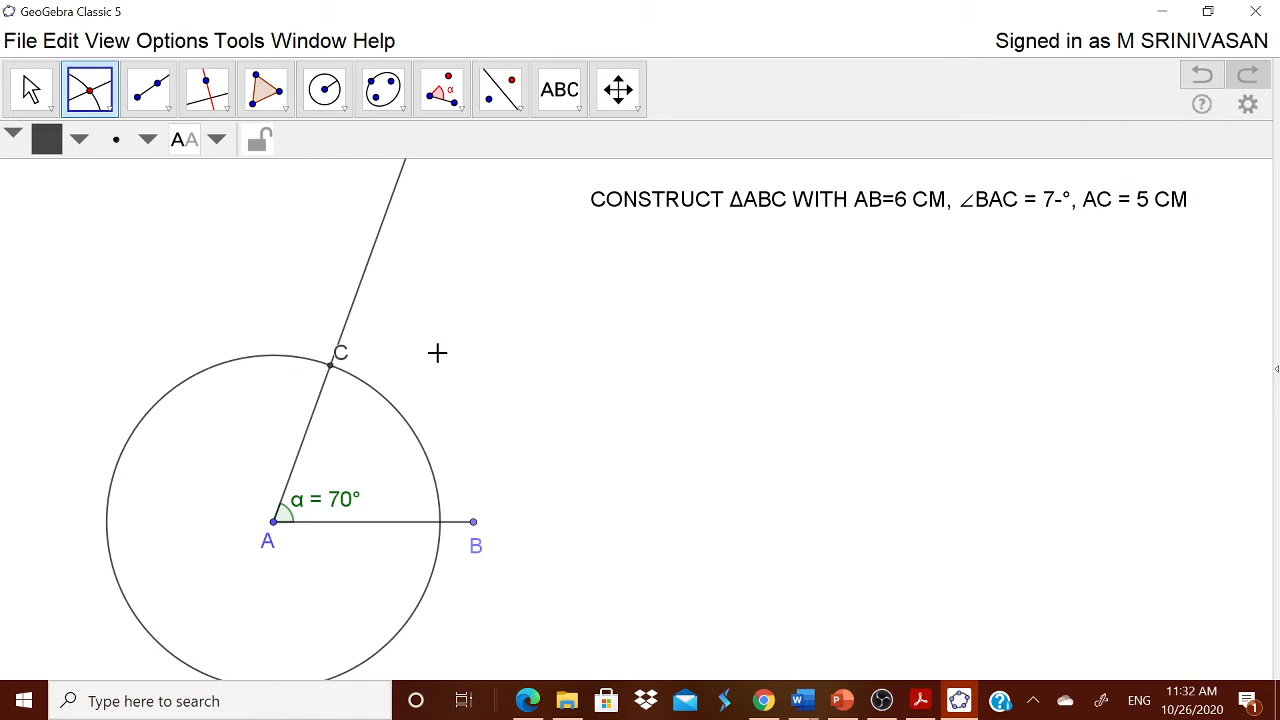 GeoGebra Classic 5
File Edit View Options Tools Window Help
Signed in as M SRINIVASAN
α
ABC
?
AA
CONSTRUCT ΔABC WITH AB=6 CM, ∠BAC = 7-°, AC = 5 CM
C
α = 70°
A
B
Type here to search
ENG
11:32 AM
10/26/2020
1